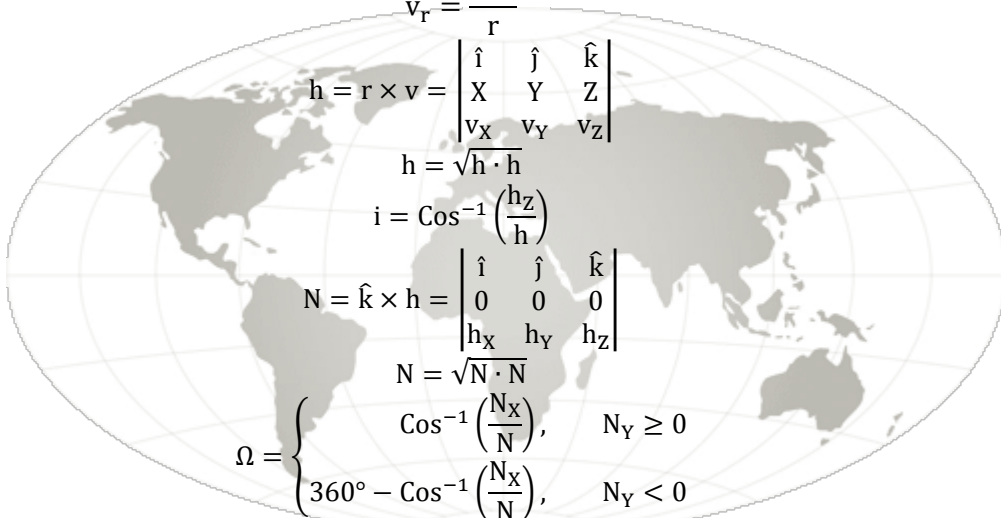 v_r = ―
r
h = r × v = | î ĵ k̂ |
| X Y Z |
| v_X v_Y v_Z |
h = √(h · h)
i = Cos⁻¹ (h_Z / h)
N = k̂ × h = | î ĵ k̂ |
| 0 0 0 |
| h_X h_Y h_Z |
N = √(N · N)
Ω = { Cos⁻¹ (N_X / N), N_Y ≥ 0
360° − Cos⁻¹ (N_X / N), N_Y < 0